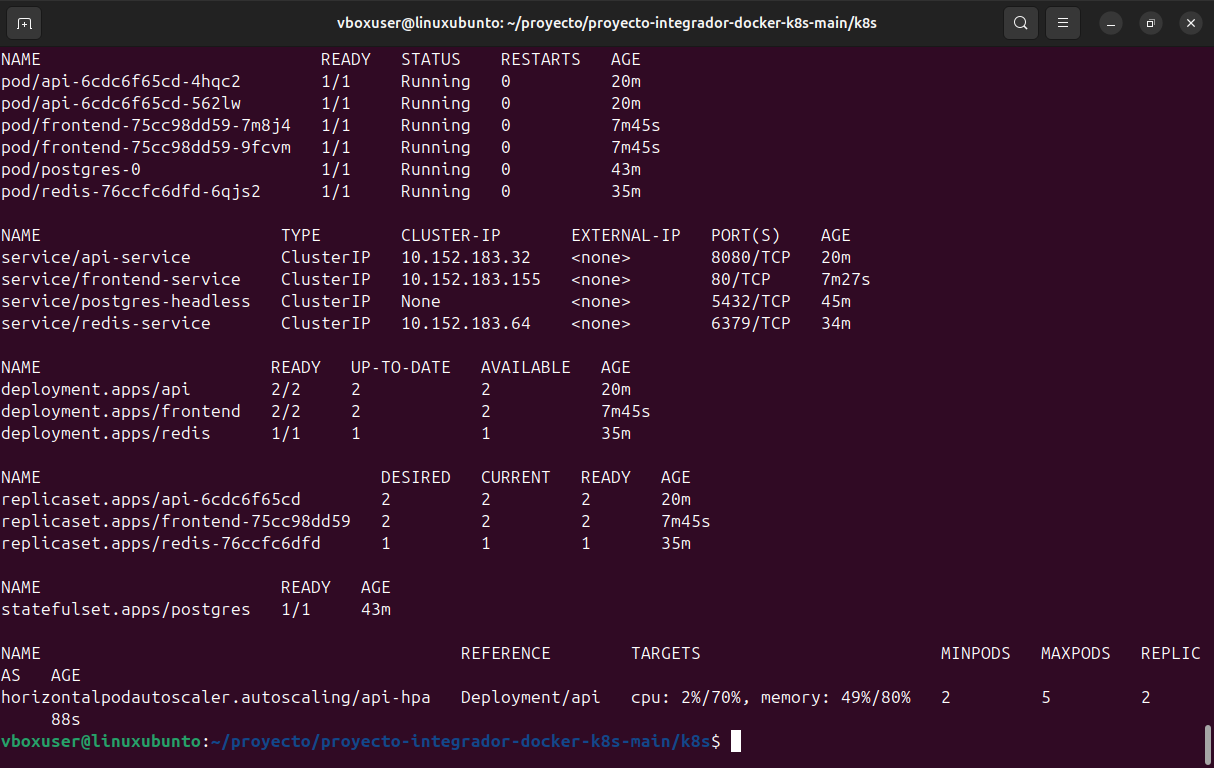 vboxuser@linuxubunto: ~/proyecto/proyecto-integrador-docker-k8s-main/k8s
NAME                            READY   STATUS    RESTARTS   AGE
pod/api-6cdc6f65cd-4hqc2        1/1     Running   0          20m
pod/api-6cdc6f65cd-562lw        1/1     Running   0          20m
pod/frontend-75cc98dd59-7m8j4   1/1     Running   0          7m45s
pod/frontend-75cc98dd59-9fcvm   1/1     Running   0          7m45s
pod/postgres-0                  1/1     Running   0          43m
pod/redis-76ccfc6dfd-6qjs2      1/1     Running   0          35m
NAME                        TYPE        CLUSTER-IP       EXTERNAL-IP   PORT(S)    AGE
service/api-service         ClusterIP   10.152.183.32    <none>        8080/TCP   20m
service/frontend-service    ClusterIP   10.152.183.155   <none>        80/TCP     7m27s
service/postgres-headless   ClusterIP   None             <none>        5432/TCP   45m
service/redis-service       ClusterIP   10.152.183.64    <none>        6379/TCP   34m
NAME                       READY   UP-TO-DATE   AVAILABLE   AGE
deployment.apps/api        2/2     2            2           20m
deployment.apps/frontend   2/2     2            2           7m45s
deployment.apps/redis      1/1     1            1           35m
NAME                                  DESIRED   CURRENT   READY   AGE
replicaset.apps/api-6cdc6f65cd        2         2         2       20m
replicaset.apps/frontend-75cc98dd59   2         2         2       7m45s
replicaset.apps/redis-76ccfc6dfd      1         1         1       35m
NAME                        READY   AGE
statefulset.apps/postgres   1/1     43m
NAME                                          REFERENCE        TARGETS                        MINPODS   MAXPODS   REPLIC
AS   AGE
horizontalpodautoscaler.autoscaling/api-hpa   Deployment/api   cpu: 2%/70%, memory: 49%/80%   2         5         2
     88s
vboxuser@linuxubunto:~/proyecto/proyecto-integrador-docker-k8s-main/k8s$